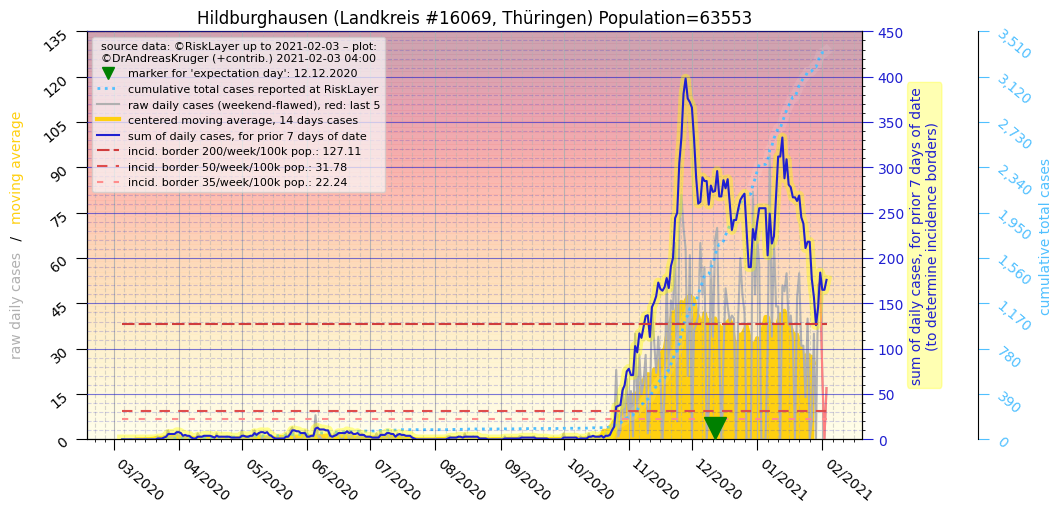 Hildburghausen (Landkreis #16069, Thüringen) Population=63553
source data: ©RiskLayer up to 2021-02-03 – plot:
©DrAndreasKruger (+contrib.) 2021-02-03 04:00
marker for 'expectation day': 12.12.2020
cumulative total cases reported at RiskLayer
raw daily cases (weekend-flawed), red: last 5
centered moving average, 14 days cases
sum of daily cases, for prior 7 days of date
incid. border 200/week/100k pop.: 127.11
incid. border 50/week/100k pop.: 31.78
incid. border 35/week/100k pop.: 22.24
raw daily cases / moving average
135
120
105
90
75
60
45
30
15
0
03/2020
04/2020
05/2020
06/2020
07/2020
08/2020
09/2020
10/2020
11/2020
12/2020
01/2021
02/2021
450
400
350
300
250
200
150
100
50
0
sum of daily cases, for prior 7 days of date
(to determine incidence borders)
3,510
3,120
2,730
2,340
1,950
1,560
1,170
780
390
0
cumulative total cases